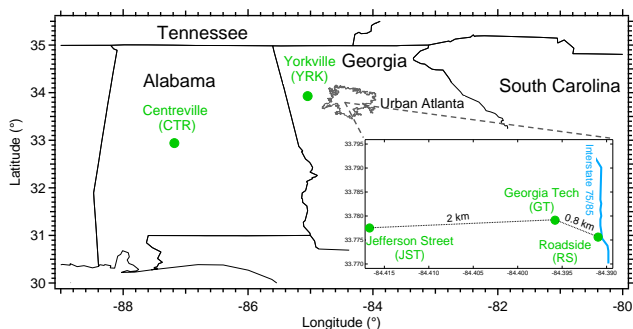 Tennessee
Georgia
Alabama
South Carolina
Yorkville
(YRK)
Centreville
(CTR)
Urban Atlanta
Latitude (°)
35
34
33
32
31
30
-88
-86
-84
-82
-80
Longitude (°)
33.795
33.790
33.785
33.780
33.775
33.770
-84.415
-84.410
-84.405
-84.400
-84.395
-84.390
Interstate 75/85
Georgia Tech
(GT)
2 km
0.8 km
Jefferson Street
(JST)
Roadside
(RS)